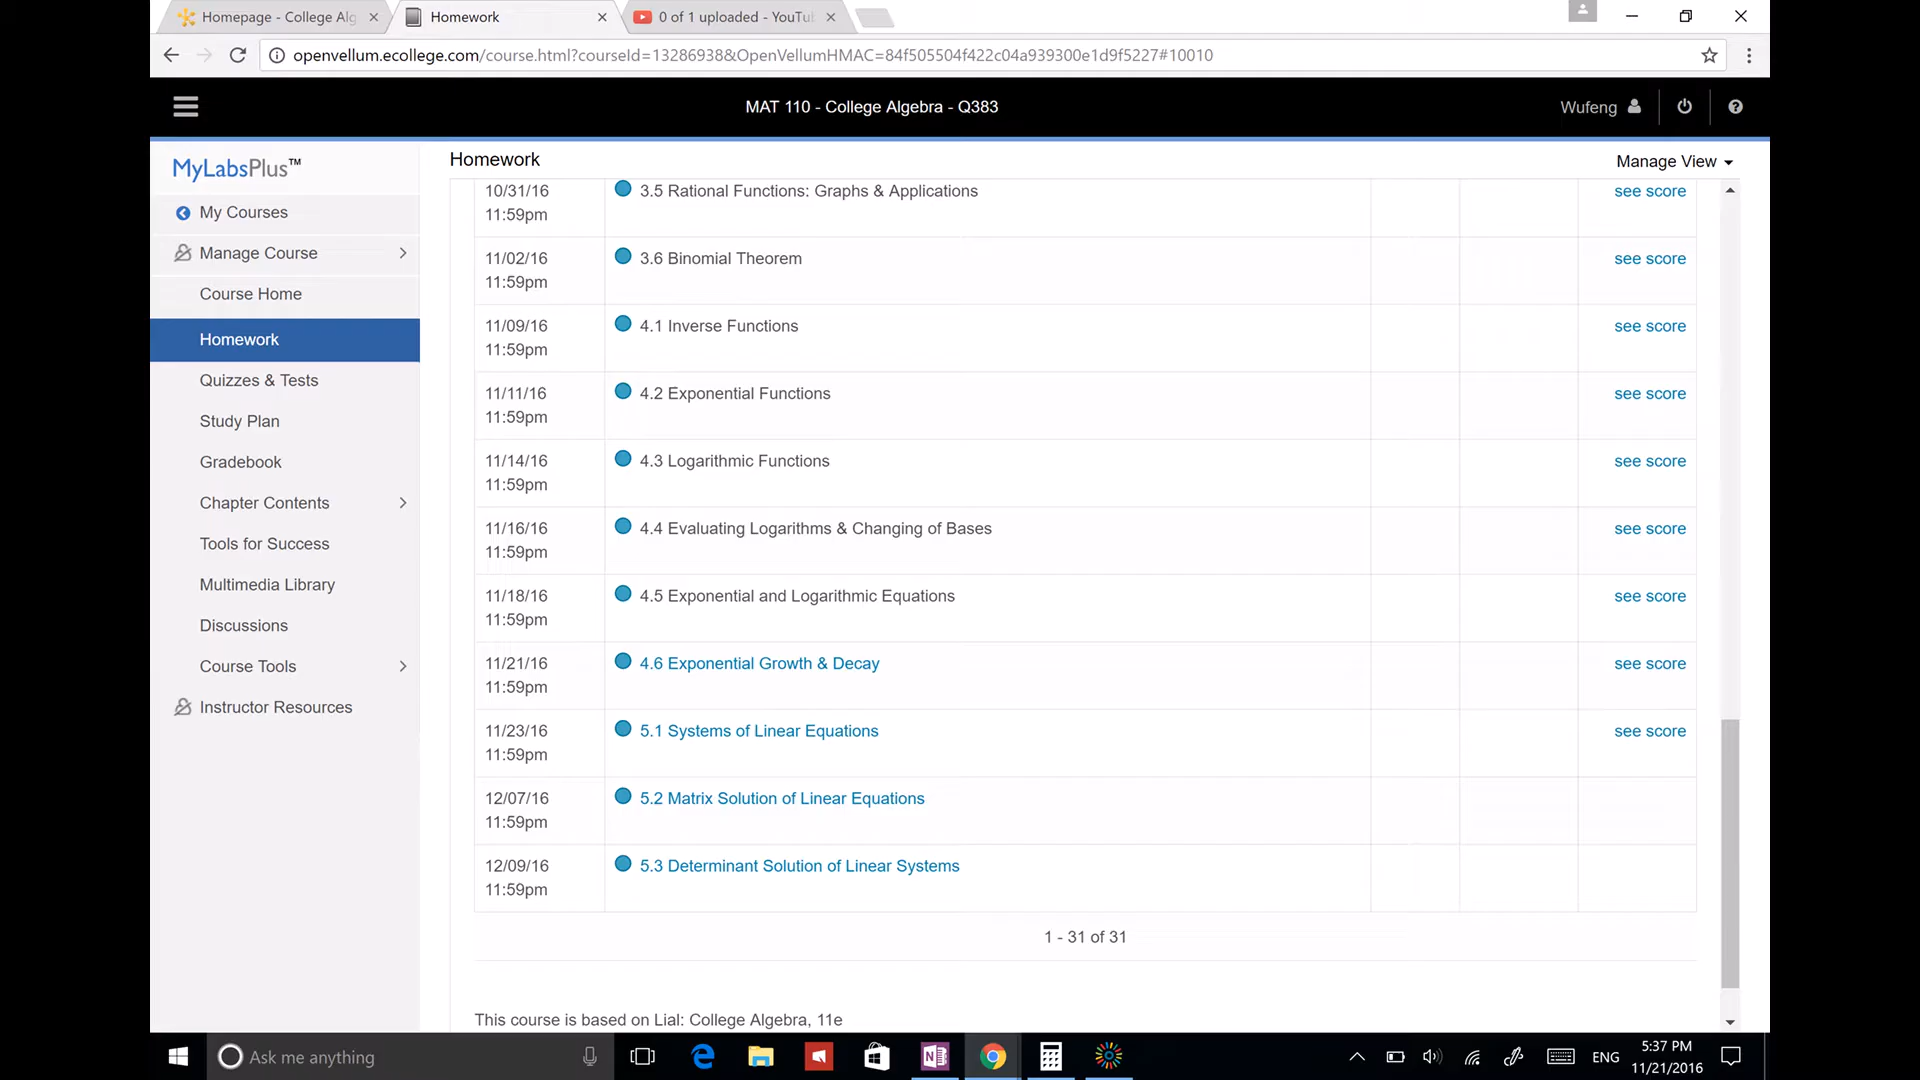 Homepage - College Alg
Homework
0 of 1 uploaded - YouTu
openvellum.ecollege.com/course.html?courseId=13286938&OpenVellumHMAC=84f505504f422c04a939300e1d9f5227#10010
MAT 110 - College Algebra - Q383
Wufeng
MyLabsPlus™
My Courses
Manage Course
Course Home
Homework
Quizzes & Tests
Study Plan
Gradebook
Chapter Contents
Tools for Success
Multimedia Library
Discussions
Course Tools
Instructor Resources
Homework
Manage View
10/31/16 3.5 Rational Functions: Graphs & Applications see score
11:59pm
11/02/16 3.6 Binomial Theorem see score
11:59pm
11/09/16 4.1 Inverse Functions see score
11:59pm
11/11/16 4.2 Exponential Functions see score
11:59pm
11/14/16 4.3 Logarithmic Functions see score
11:59pm
11/16/16 4.4 Evaluating Logarithms & Changing of Bases see score
11:59pm
11/18/16 4.5 Exponential and Logarithmic Equations see score
11:59pm
11/21/16 4.6 Exponential Growth & Decay see score
11:59pm
11/23/16 5.1 Systems of Linear Equations see score
11:59pm
12/07/16 5.2 Matrix Solution of Linear Equations
11:59pm
12/09/16 5.3 Determinant Solution of Linear Systems
11:59pm
1 - 31 of 31
This course is based on Lial: College Algebra, 11e
Ask me anything
ENG
5:37 PM
11/21/2016